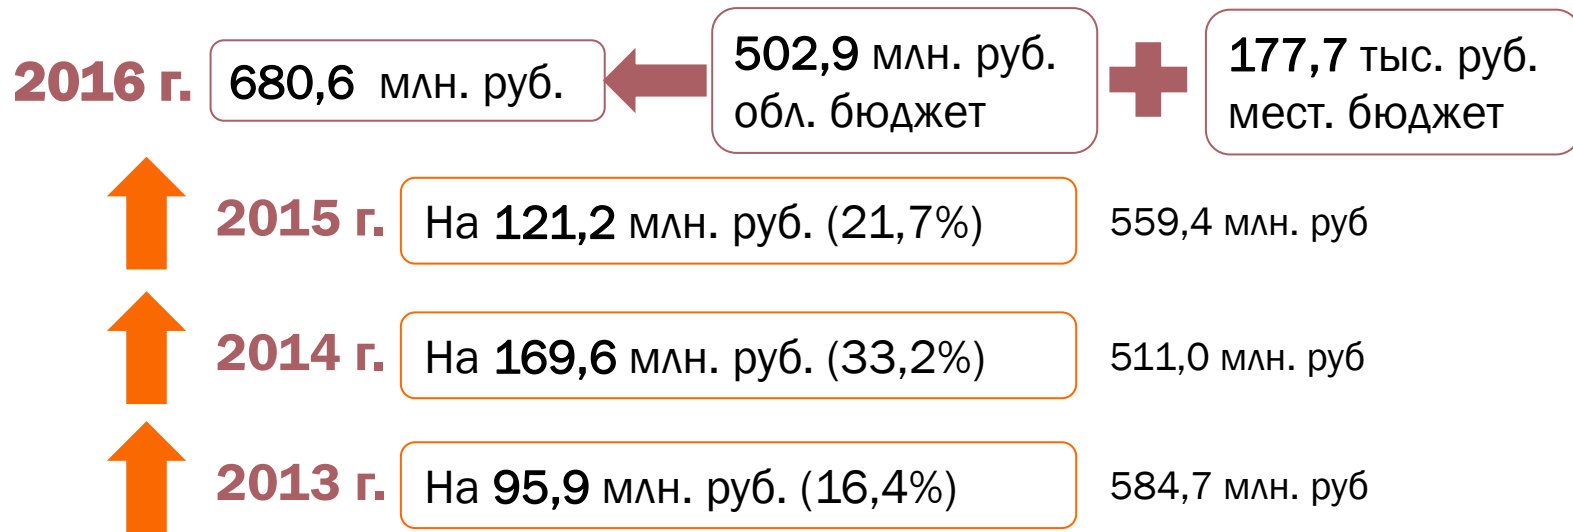 2016 г.
680,6 млн. руб.
502,9 млн. руб.
обл. бюджет
177,7 тыс. руб.
мест. бюджет
2015 г.
На 121,2 млн. руб. (21,7%)
559,4 млн. руб
2014 г.
На 169,6 млн. руб. (33,2%)
511,0 млн. руб
2013 г.
На 95,9 млн. руб. (16,4%)
584,7 млн. руб